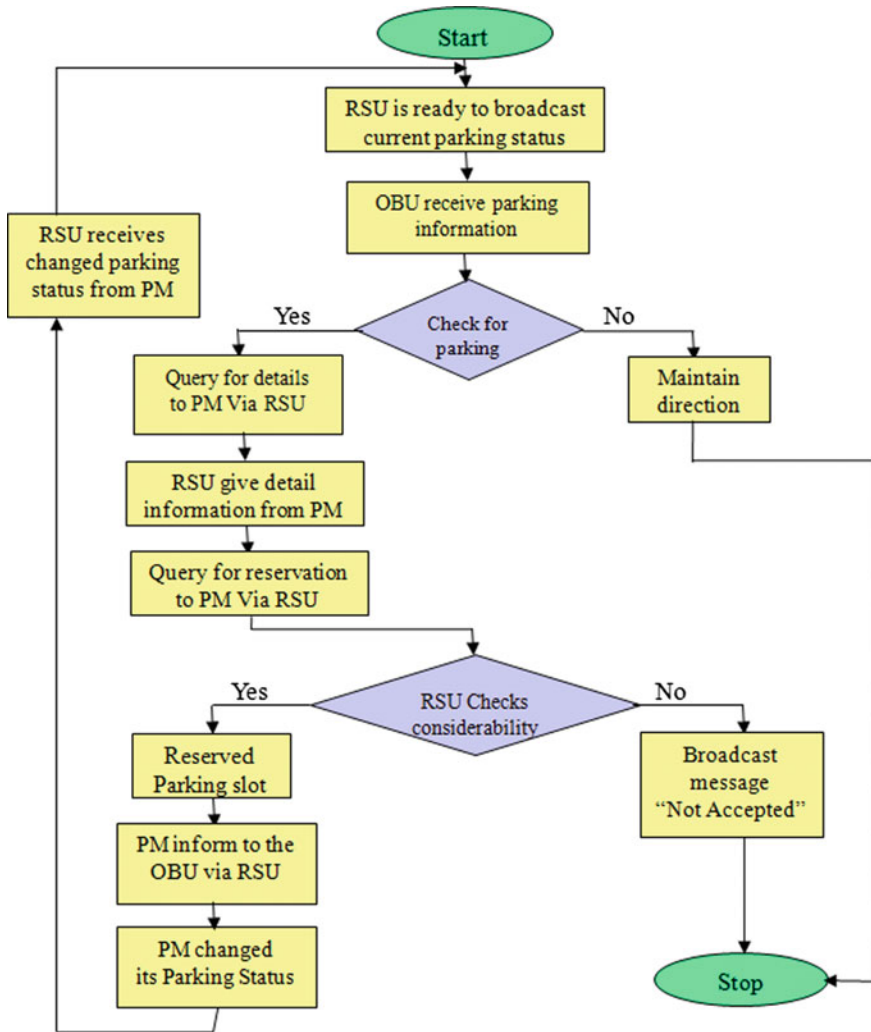 Start
RSU is ready to broadcast
current parking status
OBU receive parking
information
RSU receives
changed parking
status from PM
Yes
Check for
parking
No
Query for details
to PM Via RSU
Maintain
direction
RSU give detail
information from PM
Query for reservation
to PM Via RSU
Yes
RSU Checks
considerability
No
Reserved
Parking slot
Broadcast
message
“Not Accepted”
PM inform to the
OBU via RSU
PM changed
its Parking Status
Stop